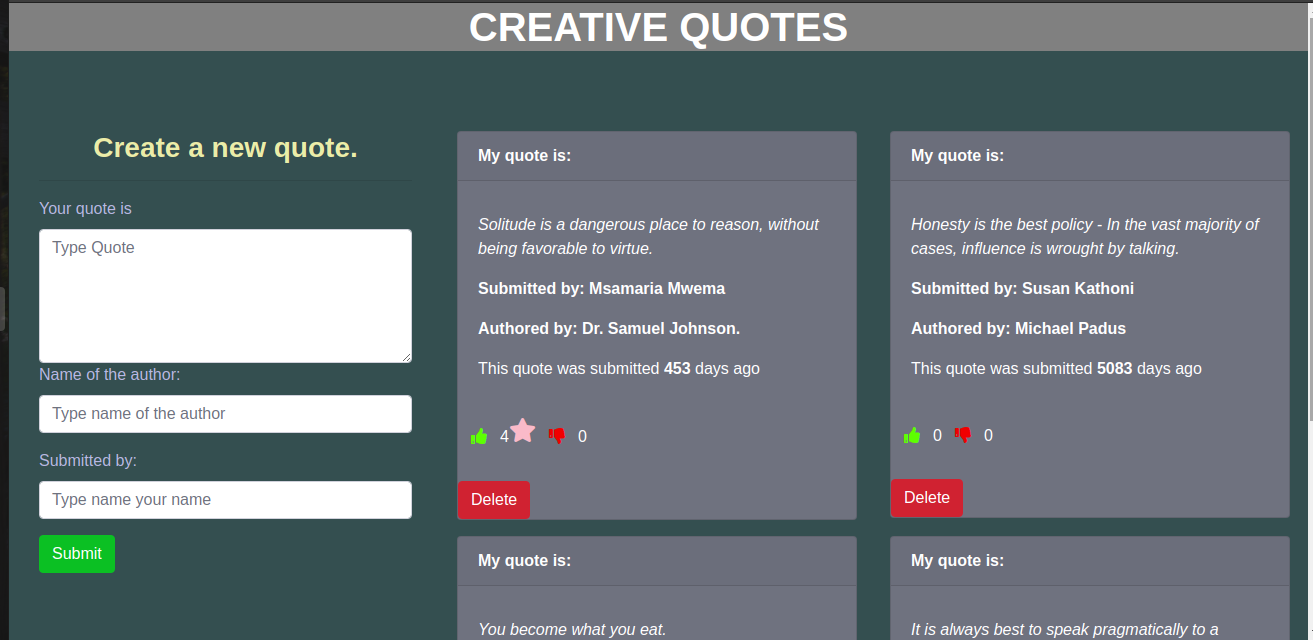 CREATIVE QUOTES
Create a new quote.
Your quote is
Type Quote
Name of the author:
Type name of the author
Submitted by:
Type name your name
Submit
My quote is:
Solitude is a dangerous place to reason, without
being favorable to virtue.
Submitted by: Msamaria Mwema
Authored by: Dr. Samuel Johnson.
This quote was submitted 453 days ago
4 0
Delete
My quote is:
Honesty is the best policy - In the vast majority of
cases, influence is wrought by talking.
Submitted by: Susan Kathoni
Authored by: Michael Padus
This quote was submitted 5083 days ago
0 0
Delete
My quote is:
You become what you eat.
My quote is:
It is always best to speak pragmatically to a